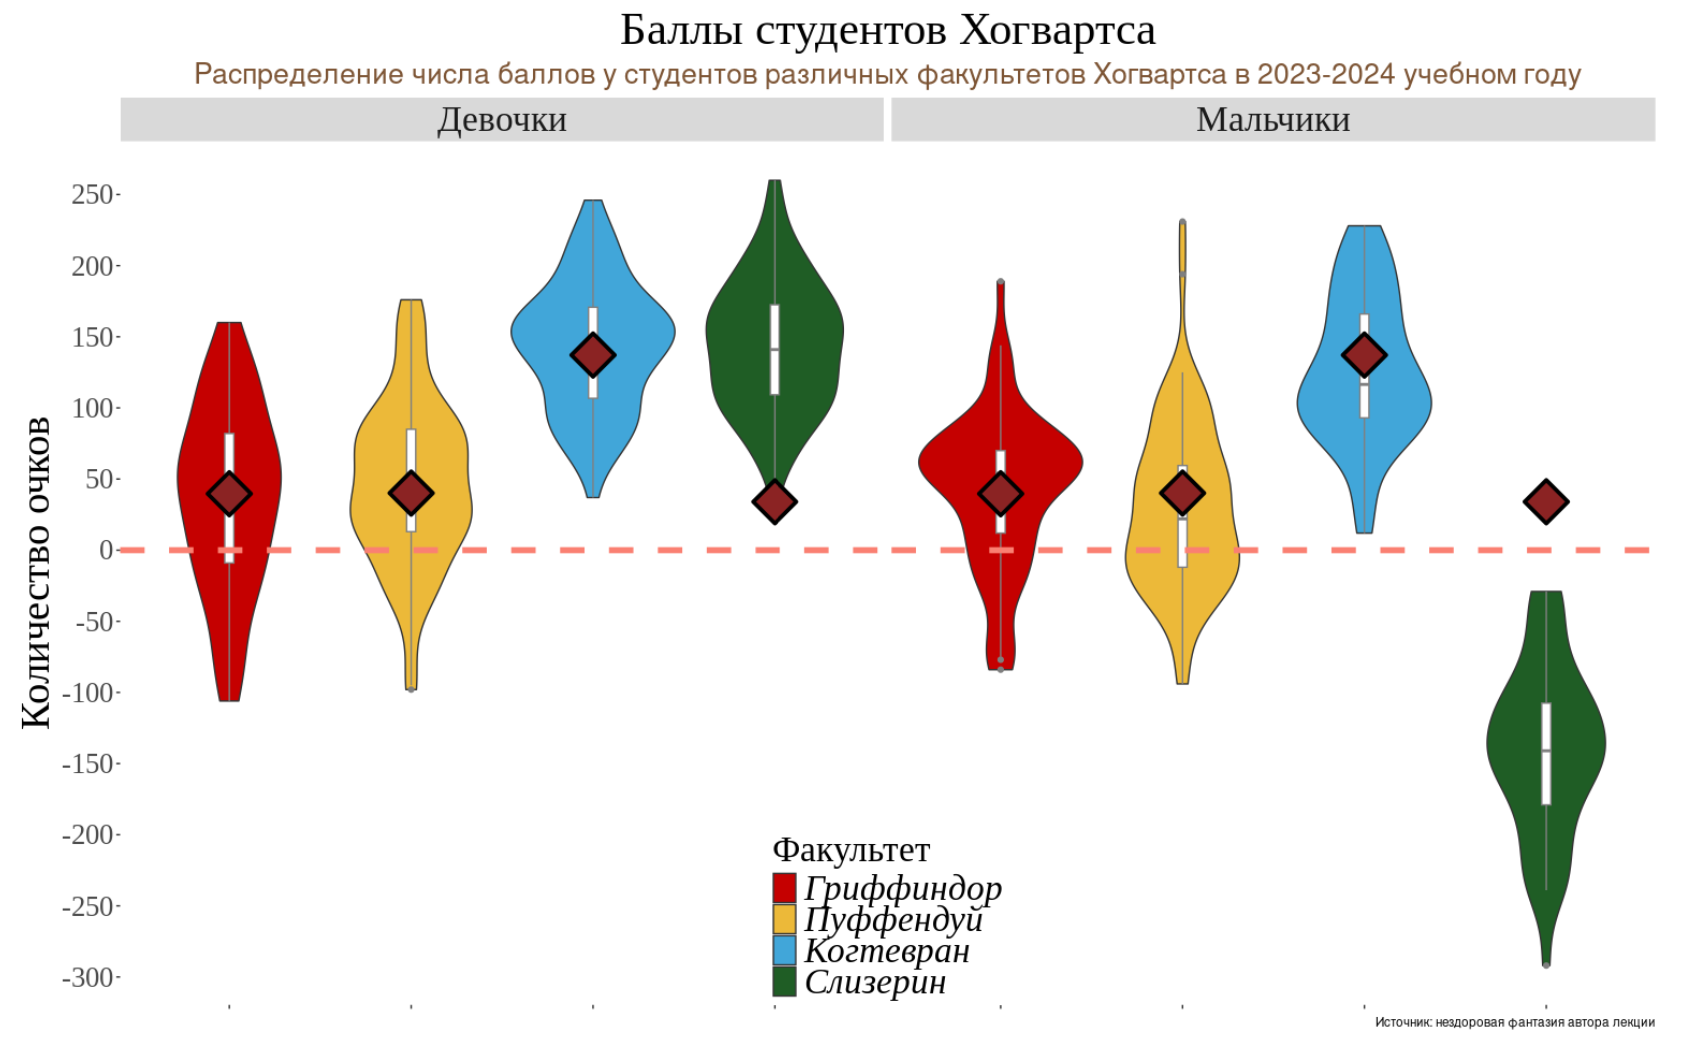 Баллы студентов Хогвартса
Распределение числа баллов у студентов различных факультетов Хогвартса в 2023-2024 учебном году
Девочки
Мальчики
Количество очков
250
200
150
100
50
0
-50
-100
-150
-200
-250
-300
Факультет
Гриффиндор
Пуффендуй
Когтевран
Слизерин
Источник: нездоровая фантазия автора лекции